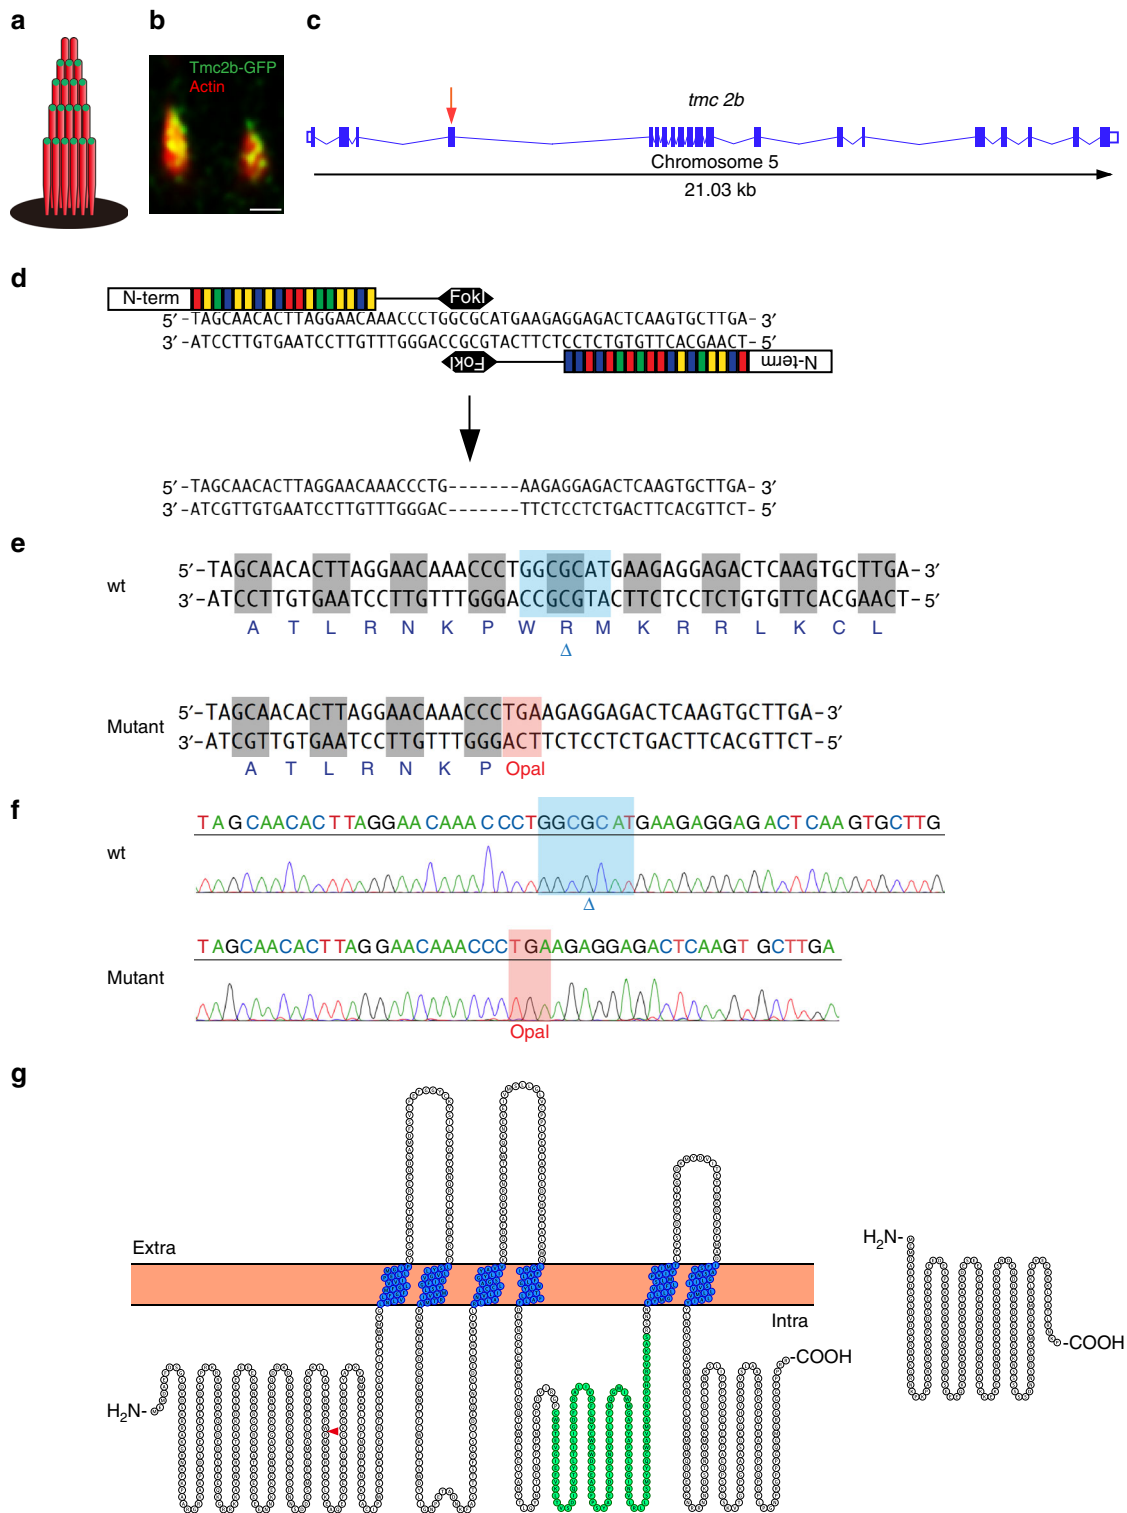 a
b
c
Tmc2b-GFP
Actin
tmc 2b
Chromosome 5
21.03 kb
d
N-term
FokI
5′-TAGCAACACTTAGGAACAAACCCTGGCGCATGAAGAGGAGACTCAAGTGCTTGA-3′
3′-ATCCTTGTGAATCCTTGTTTGGGACCGCGTACTTCTCCTCTGTGTTCACGAACT-5′
FokI
N-term
5′-TAGCAACACTTAGGAACAAACCCTG-------AAGAGGAGACTCAAGTGCTTGA-3′
3′-ATCGTTGTGAATCCTTGTTTGGGAC-------TTCTCCTCTGACTTCACGTTCT-5′
e
wt
5′-TAGCAACACTTAGGAACAAACCCTGGCGCATGAAGAGGAGACTCAAGTGCTTGA-3′
3′-ATCCTTGTGAATCCTTGTTTGGGACCGCGTACTTCTCCTCTGTGTTCACGAACT-5′
A T L R N K P W R M K R R L K C L
Δ
Mutant
5′-TAGCAACACTTAGGAACAAACCCTGAAGAGGAGACTCAAGTGCTTGA-3′
3′-ATCGTTGTGAATCCTTGTTTGGGACTTCTCCTCTGACTTCACGTTCT-5′
A T L R N K P Opal
f
TAGCAACACTTAGGAACAAACCCTGGCGCATGAAGAGGAGACTCAAGTGCTTG
wt
Δ
TAGCAACACTTAGGAACAAACCCTGAAGAGGAGACTCAAGT GCTTGA
Mutant
Opal
g
Extra
Intra
H₂N-
-COOH
H₂N-
-COOH